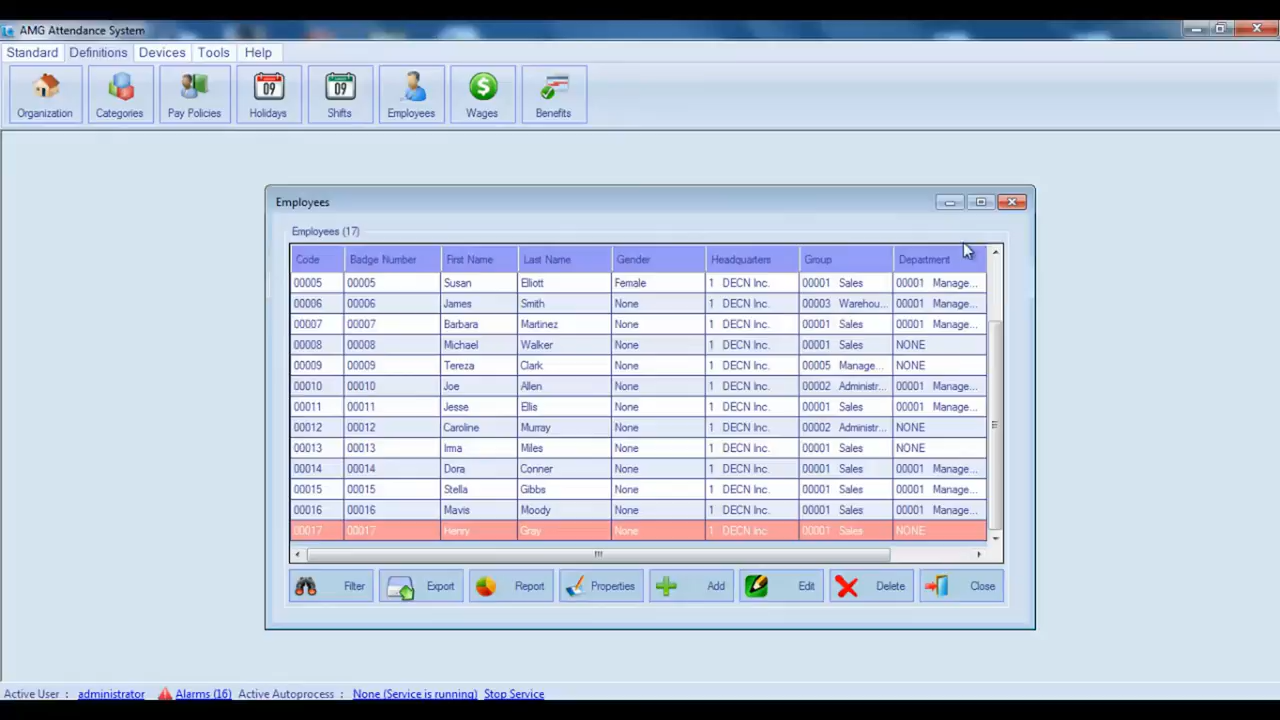 AMG Attendance System
Standard Definitions Devices Tools Help
Organization Categories Pay Policies Holidays Shifts Employees Wages Benefits
09 09
Employees
Employees (17)
Code Badge Number First Name Last Name Gender Headquarters Group Department
00005 00005 Susan Elliott Female 1 DECN Inc. 00001 Sales 00001 Manage...
00006 00006 James Smith None 1 DECN Inc. 00003 Warehou... 00001 Manage...
00007 00007 Barbara Martinez None 1 DECN Inc. 00001 Sales 00001 Manage...
00008 00008 Michael Walker None 1 DECN Inc. 00001 Sales NONE
00009 00009 Tereza Clark None 1 DECN Inc. 00005 Manage... NONE
00010 00010 Joe Allen None 1 DECN Inc. 00002 Administr... 00001 Manage...
00011 00011 Jesse Ellis None 1 DECN Inc. 00001 Sales 00001 Manage...
00012 00012 Caroline Murray None 1 DECN Inc. 00002 Administr... NONE
00013 00013 Irma Miles None 1 DECN Inc. 00001 Sales NONE
00014 00014 Dora Conner None 1 DECN Inc. 00001 Sales 00001 Manage...
00015 00015 Stella Gibbs None 1 DECN Inc. 00001 Sales 00001 Manage...
00016 00016 Mavis Moody None 1 DECN Inc. 00001 Sales 00001 Manage...
00017 00017 Henry Gray None 1 DECN Inc. 00001 Sales NONE
Filter Export Report Properties Add Edit Delete Close
Active User : administrator Alarms (16) Active Autoprocess : None (Service is running) Stop Service